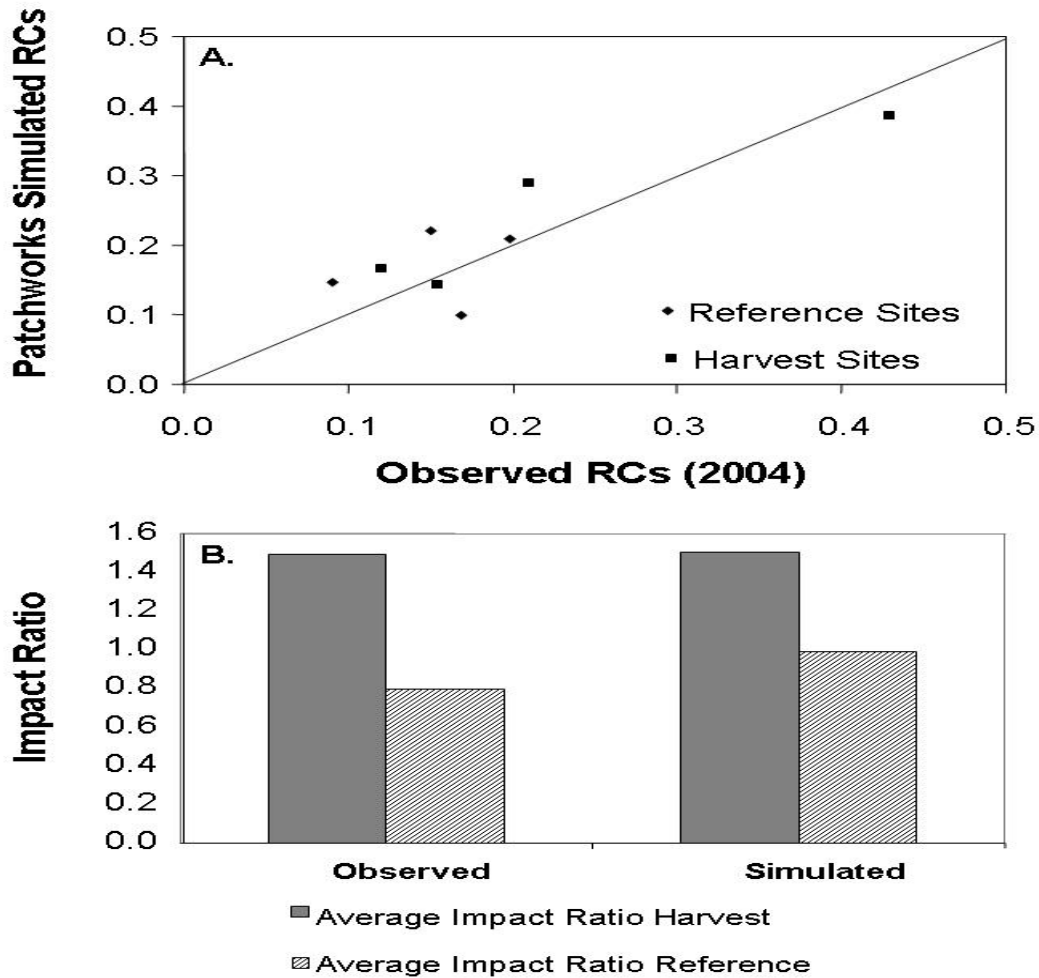 Patchworks Simulated RCs
A.
0.5
0.4
0.3
0.2
0.1
0.0
Reference Sites
Harvest Sites
0.0 0.1 0.2 0.3 0.4 0.5
Observed RCs (2004)
Impact Ratio
B.
1.6
1.4
1.2
1.0
0.8
0.6
0.4
0.2
0.0
Observed Simulated
Average Impact Ratio Harvest
Average Impact Ratio Reference